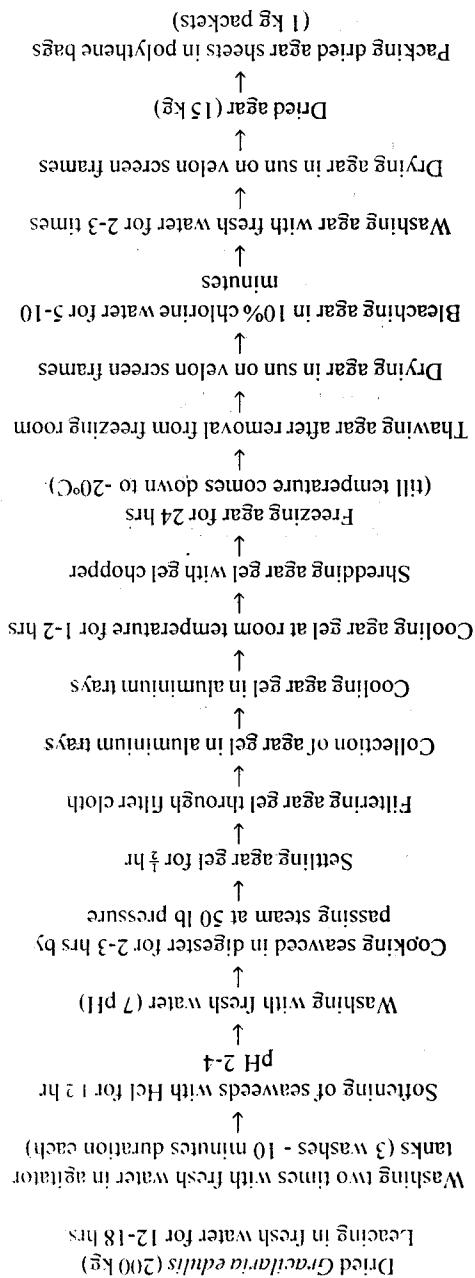 Dried Gracilaria edulis (200 kg)
Leacing in fresh water for 12-18 hrs.
Washing two times with fresh water in agitator
tanks (3 washes - 10 minutes duration each)
↓
Softening of seaweeds with Hcl for hr
pH 2-4
↓
Washing with fresh water (7 pH)
↓
Cooking seaweed in digester for 2-3 hrs by
passing steam at 50 lb pressure
↓
Settling agar gel for ½ hr
↓
Filtering agar gel through filter cloth
↓
Collection of agar gel in aluminium trays
↓
Cooling agar gel in aluminium trays
↓
Cooling agar gel at room temperature for 1-2 hrs
↓
Shredding agar gel with gel chopper
↓
Freezing agar for 24 hrs
(till temperature comes down to -20ºC).
↓
Thawing agar after removal from freezing room
↓
Drying agar in sun on velon screen frames
↓
Bleaching agar in 10% chlorine water for 5-10
minutes
↓
Washing agar with fresh water for 2-3 times
↓
Drying agar in sun on velon screen frames
↓
Dried agar (15 kg)
↓
Packing dried agar sheets in polythene bags
(1 kg packets)